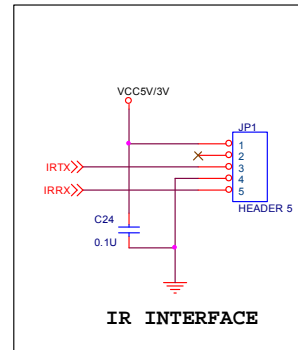 VCC5V/3V
JP1
1
2
IRTX
3
4
IRRX
5
C24
HEADER 5
0.1U
IR INTERFACE